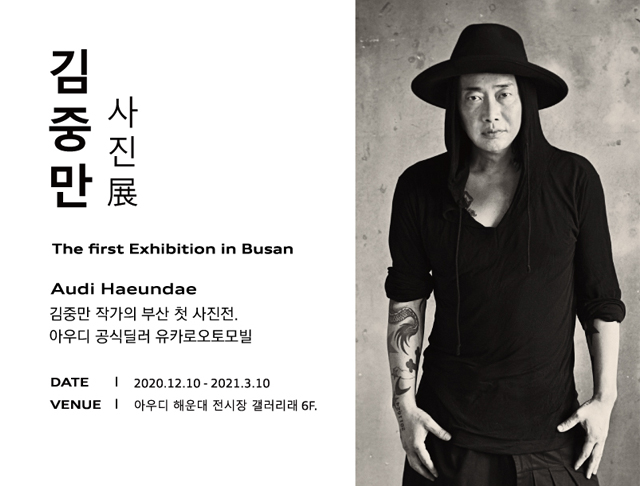 김중만
사진展
The first Exhibition in Busan
Audi Haeundae
김중만 작가의 부산 첫 사진전.
아우디 공식딜러 유카로오토모빌
DATE | 2020.12.10 - 2021.3.10
VENUE | 아우디 해운대 전시장 갤러리래 6F.